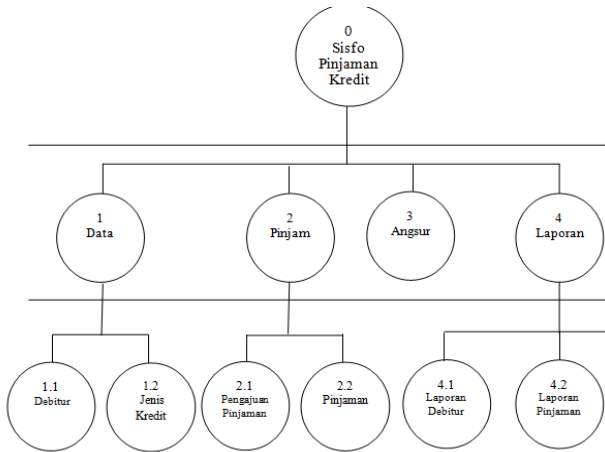 0
Sisfo
Pinjaman
Kredit
1
Data
2
Pinjam
3
Angsur
4
Laporan
1.1
Debitur
1.2
Jenis
Kredit
2.1
Pengajuan
Pinjaman
2.2
Pinjaman
4.1
Laporan
Debitur
4.2
Laporan
Pinjaman